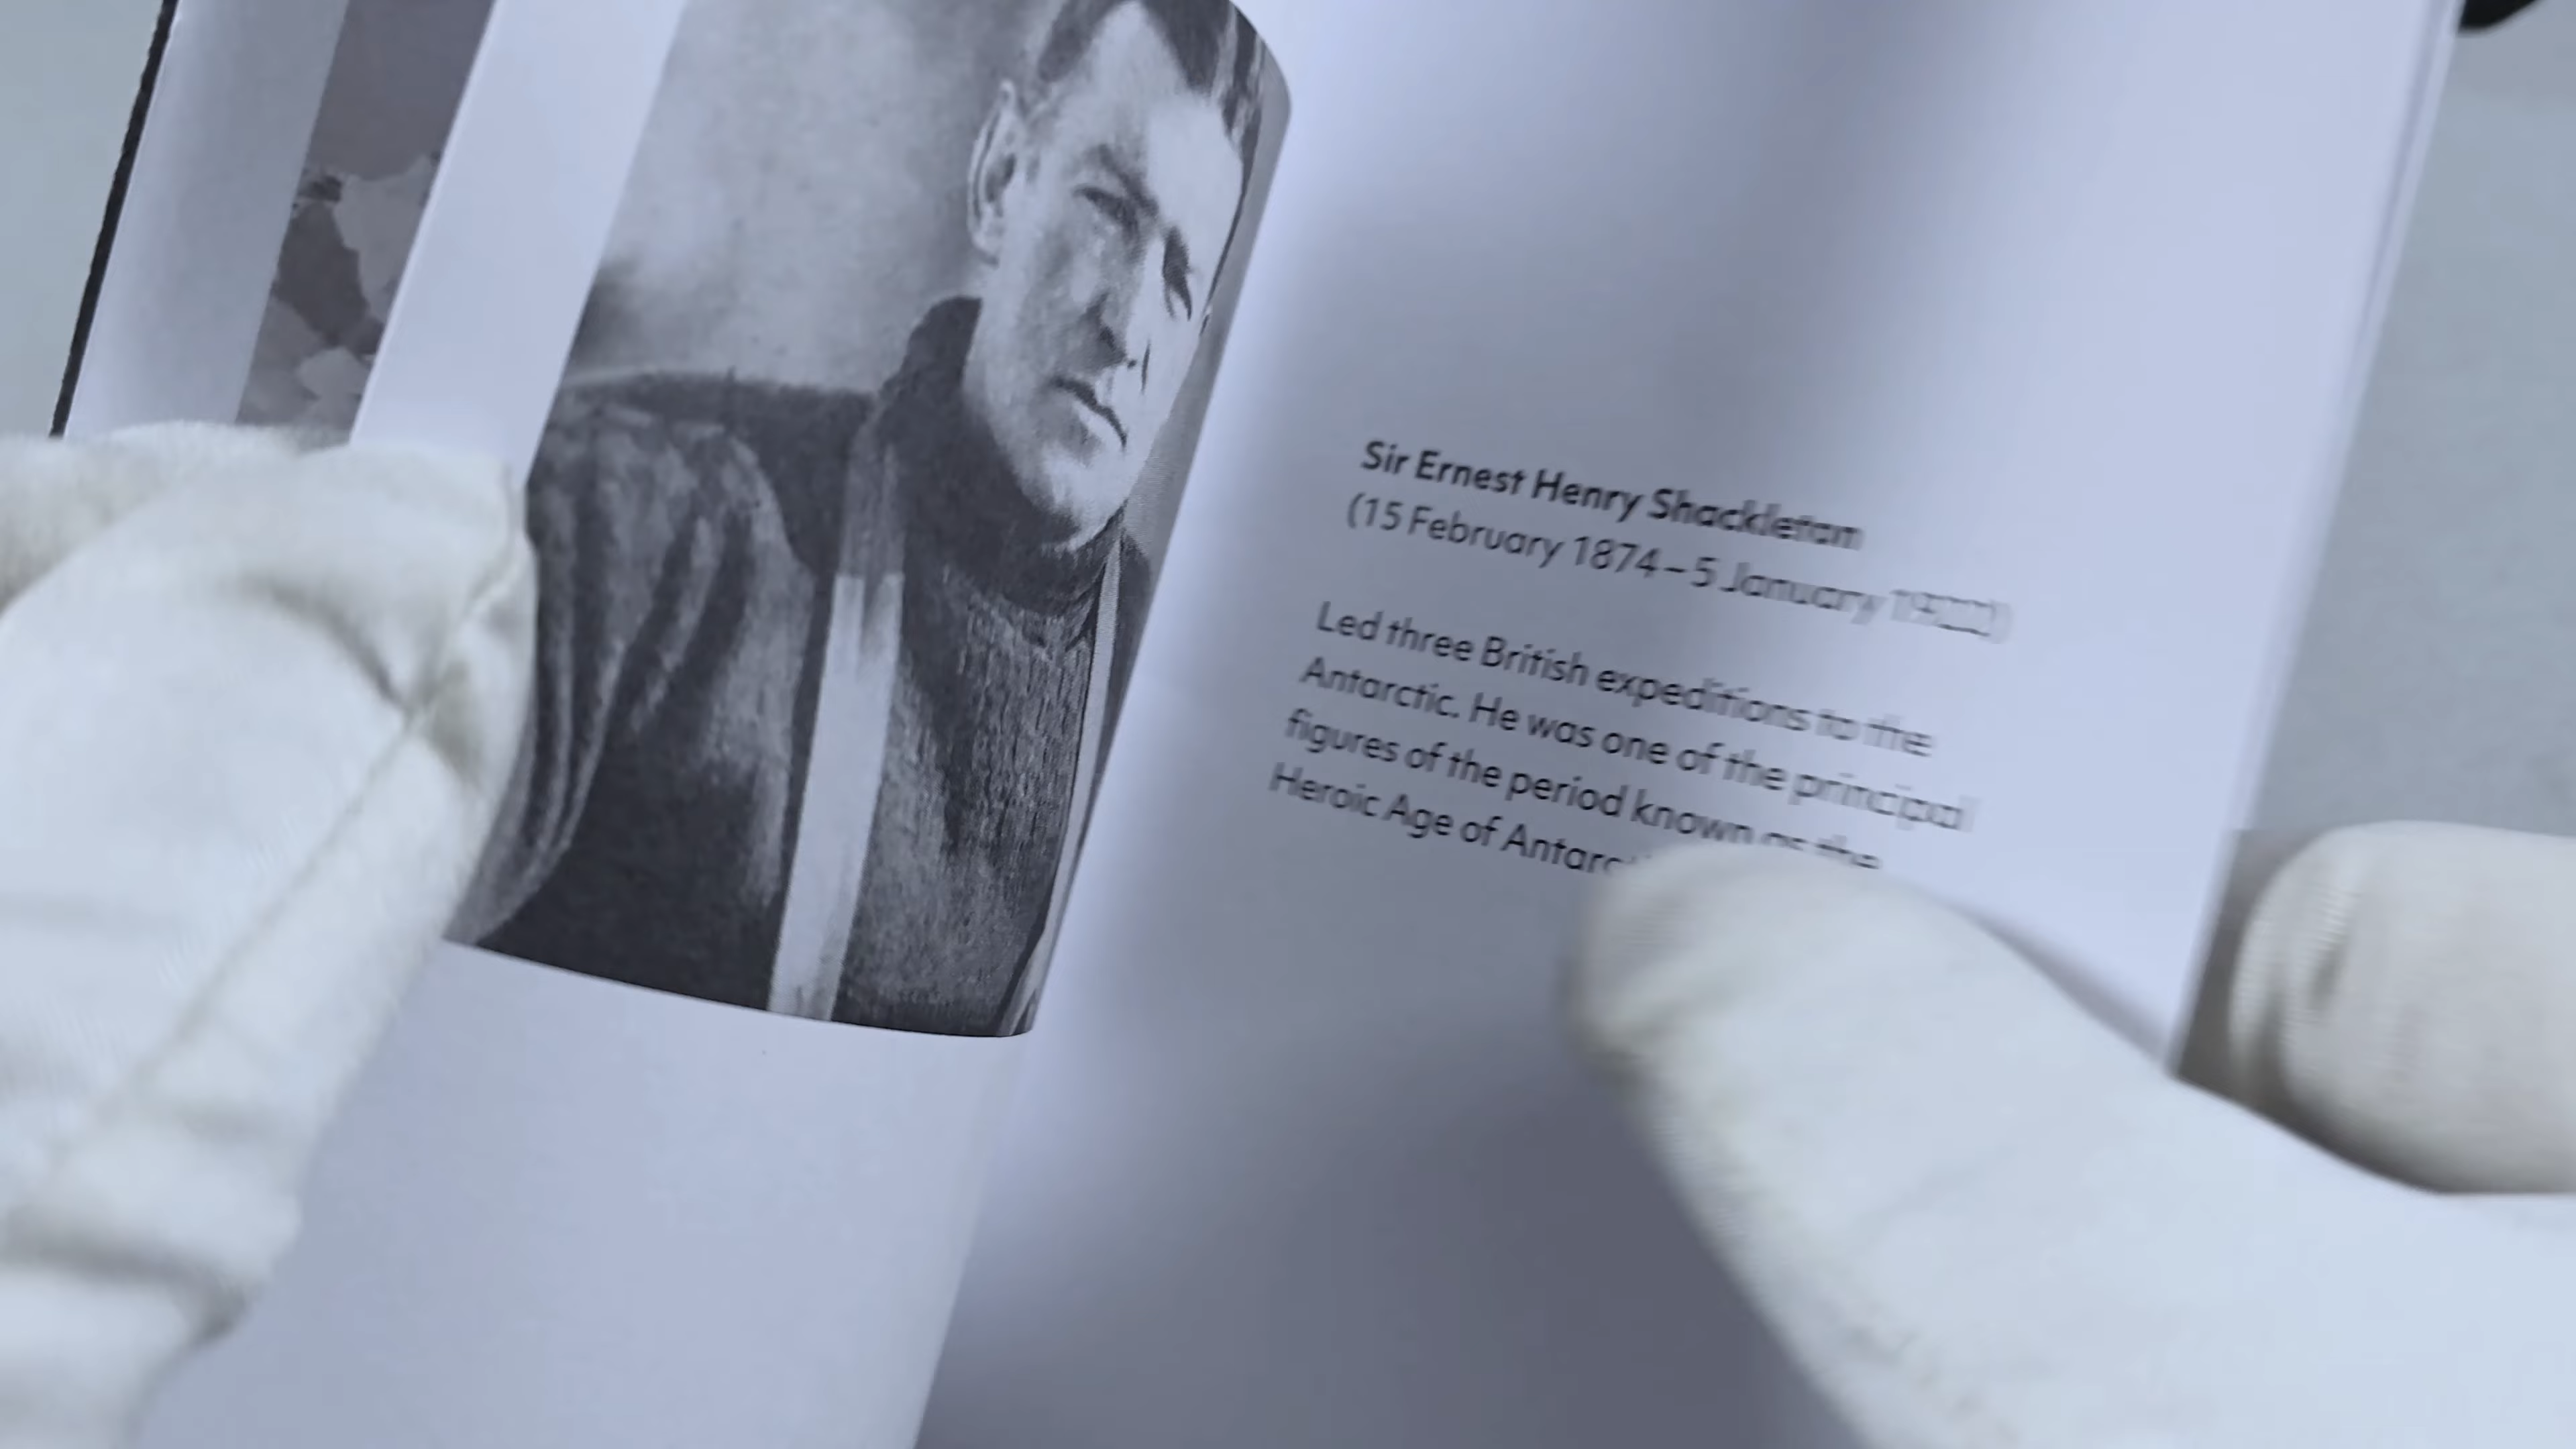 Sir Ernest Henry Shackleton
(15 February 1874 – 5 January 1922)
Led three British expeditions to the
Antarctic. He was one of the principal
figures of the period known as the
Heroic Age of